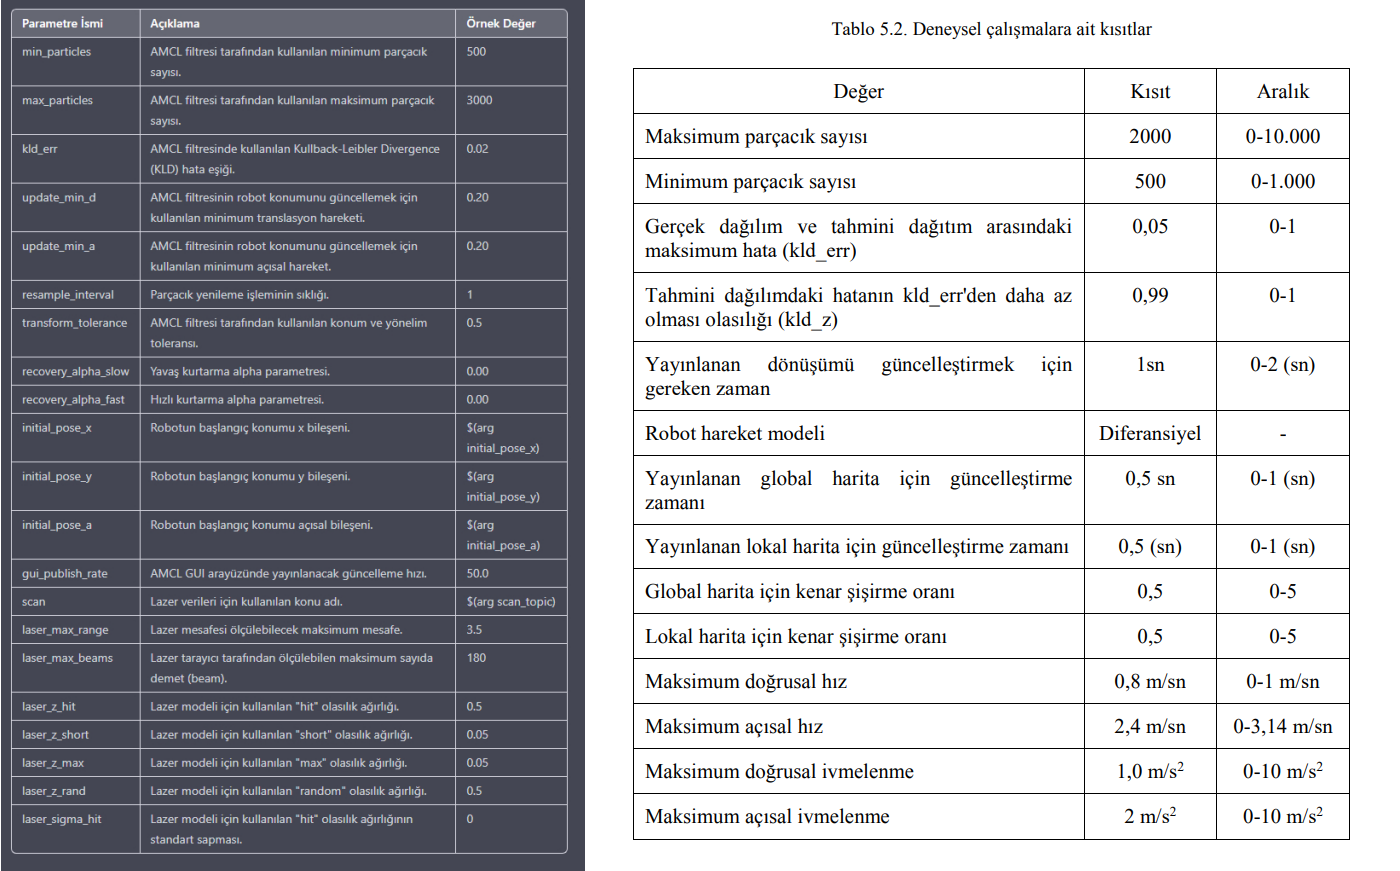 Parametre İsmi Açıklama Örnek Değer
min_particles AMCL filtresi tarafından kullanılan minimum parçacık 500
sayısı.
max_particles AMCL filtresi tarafından kullanılan maksimum parçacık 3000
sayısı.
kld_err AMCL filtresinde kullanılan Kullback-Leibler Divergence 0.02
(KLD) hata eşiği.
update_min_d AMCL filtresinin robot konumunu güncellemek için 0.20
kullanılan minimum translasyon hareketi.
update_min_a AMCL filtresinin robot konumunu güncellemek için 0.20
kullanılan minimum açısal hareket.
resample_interval Parçacık yenileme işleminin sıklığı. 1
transform_tolerance AMCL filtresi tarafından kullanılan konum ve yönelim 0.5
toleransı.
recovery_alpha_slow Yavaş kurtarma alpha parametresi. 0.00
recovery_alpha_fast Hızlı kurtarma alpha parametresi. 0.00
initial_pose_x Robotun başlangıç konumu x bileşeni. $(arg
initial_pose_x)
initial_pose_y Robotun başlangıç konumu y bileşeni. $(arg
initial_pose_y)
initial_pose_a Robotun başlangıç konumu açısal bileşeni. $(arg
initial_pose_a)
gui_publish_rate AMCL GUI arayüzünde yayınlanacak güncelleme hızı. 50.0
scan Lazer verileri için kullanılan konu adı. $(arg scan_topic)
laser_max_range Lazer mesafesi ölçülebilecek maksimum mesafe. 3.5
laser_max_beams Lazer tarayıcı tarafından ölçülebilen maksimum sayıda 180
demet (beam).
laser_z_hit Lazer modeli için kullanılan "hit" olasılık ağırlığı. 0.5
laser_z_short Lazer modeli için kullanılan "short" olasılık ağırlığı. 0.05
laser_z_max Lazer modeli için kullanılan "max" olasılık ağırlığı. 0.05
laser_z_rand Lazer modeli için kullanılan "random" olasılık ağırlığı. 0.5
laser_sigma_hit Lazer modeli için kullanılan "hit" olasılık ağırlığının 0
standart sapması.
Tablo 5.2. Deneysel çalışmalara ait kısıtlar
Değer Kısıt Aralık
Maksimum parçacık sayısı 2000 0-10.000
Minimum parçacık sayısı 500 0-1.000
Gerçek dağılım ve tahmini dağıtım arasındaki 0,05 0-1
maksimum hata (kld_err)
Tahmini dağılımdaki hatanın kld_err'den daha az 0,99 0-1
olması olasılığı (kld_z)
Yayınlanan dönüşümü güncelleştirmek için 1sn 0-2 (sn)
gereken zaman
Robot hareket modeli Diferansiyel -
Yayınlanan global harita için güncelleştirme 0,5 sn 0-1 (sn)
zamanı
Yayınlanan lokal harita için güncelleştirme zamanı 0,5 (sn) 0-1 (sn)
Global harita için kenar şişirme oranı 0,5 0-5
Lokal harita için kenar şişirme oranı 0,5 0-5
Maksimum doğrusal hız 0,8 m/sn 0-1 m/sn
Maksimum açısal hız 2,4 m/sn 0-3,14 m/sn
Maksimum doğrusal ivmelenme 1,0 m/s² 0-10 m/s²
Maksimum açısal ivmelenme 2 m/s² 0-10 m/s²